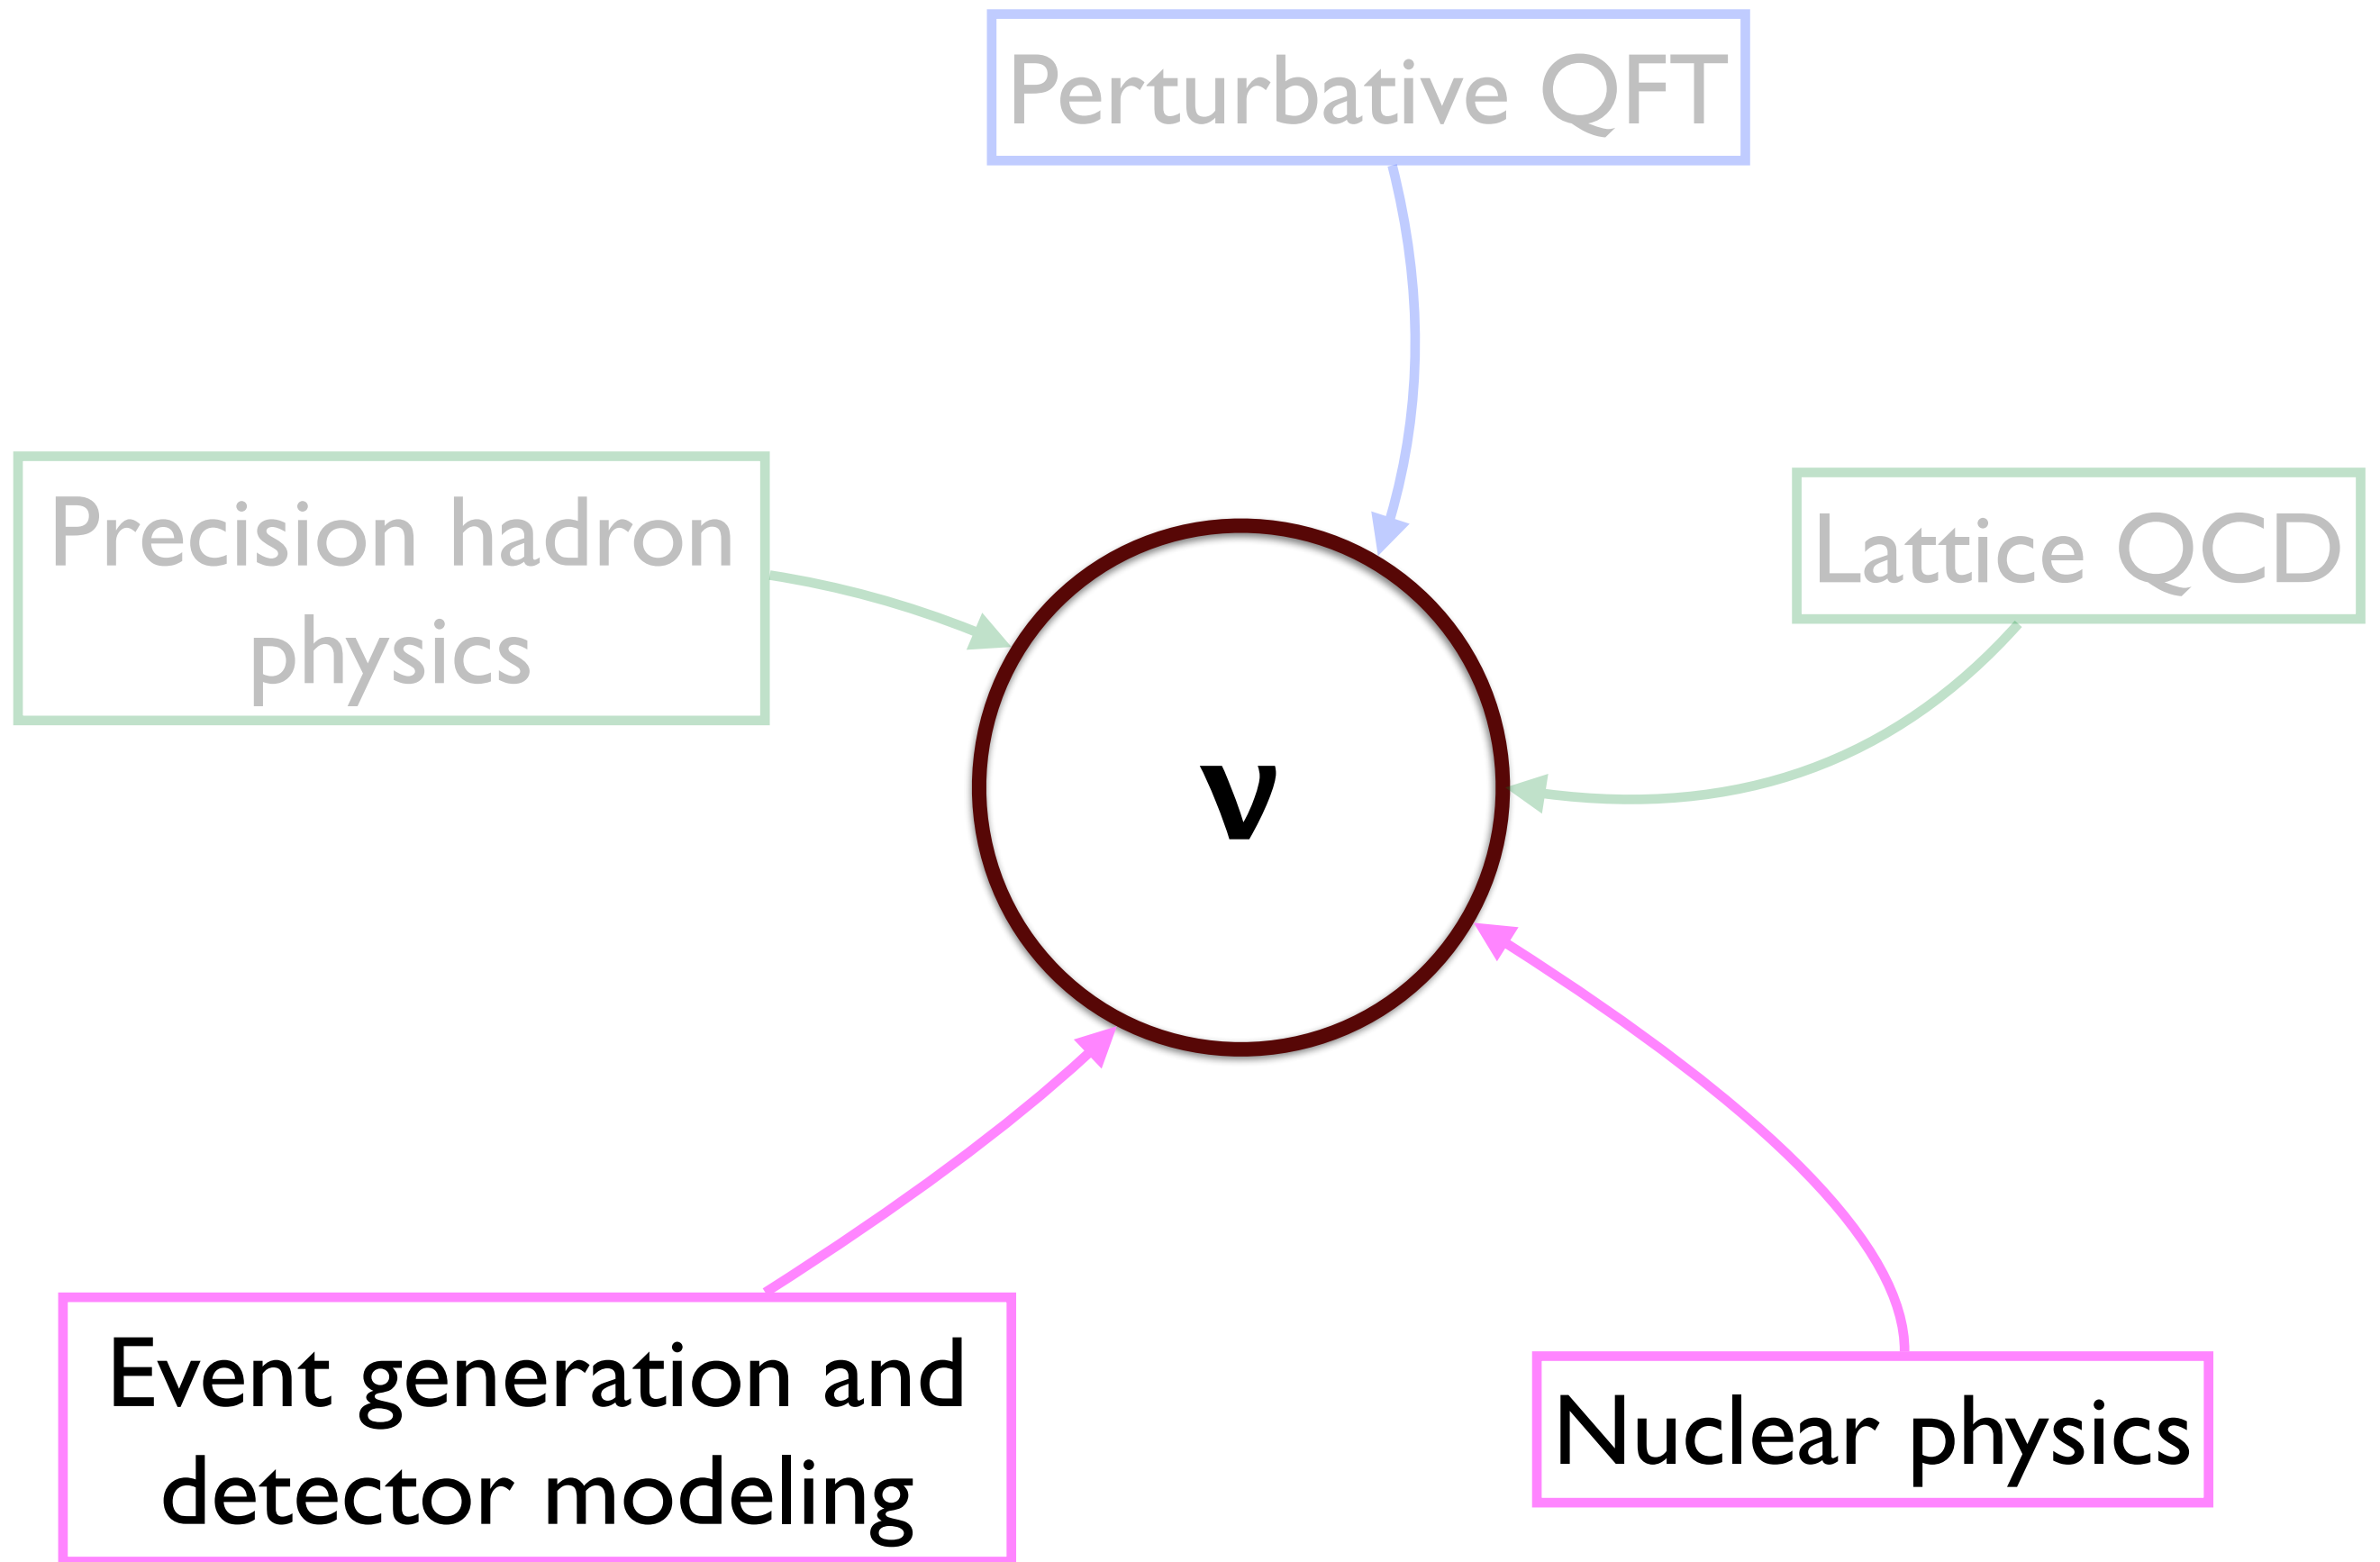 Perturbative QFT
Precision hadron
physics
Lattice QCD
ν
Event generation and
detector modeling
Nuclear physics